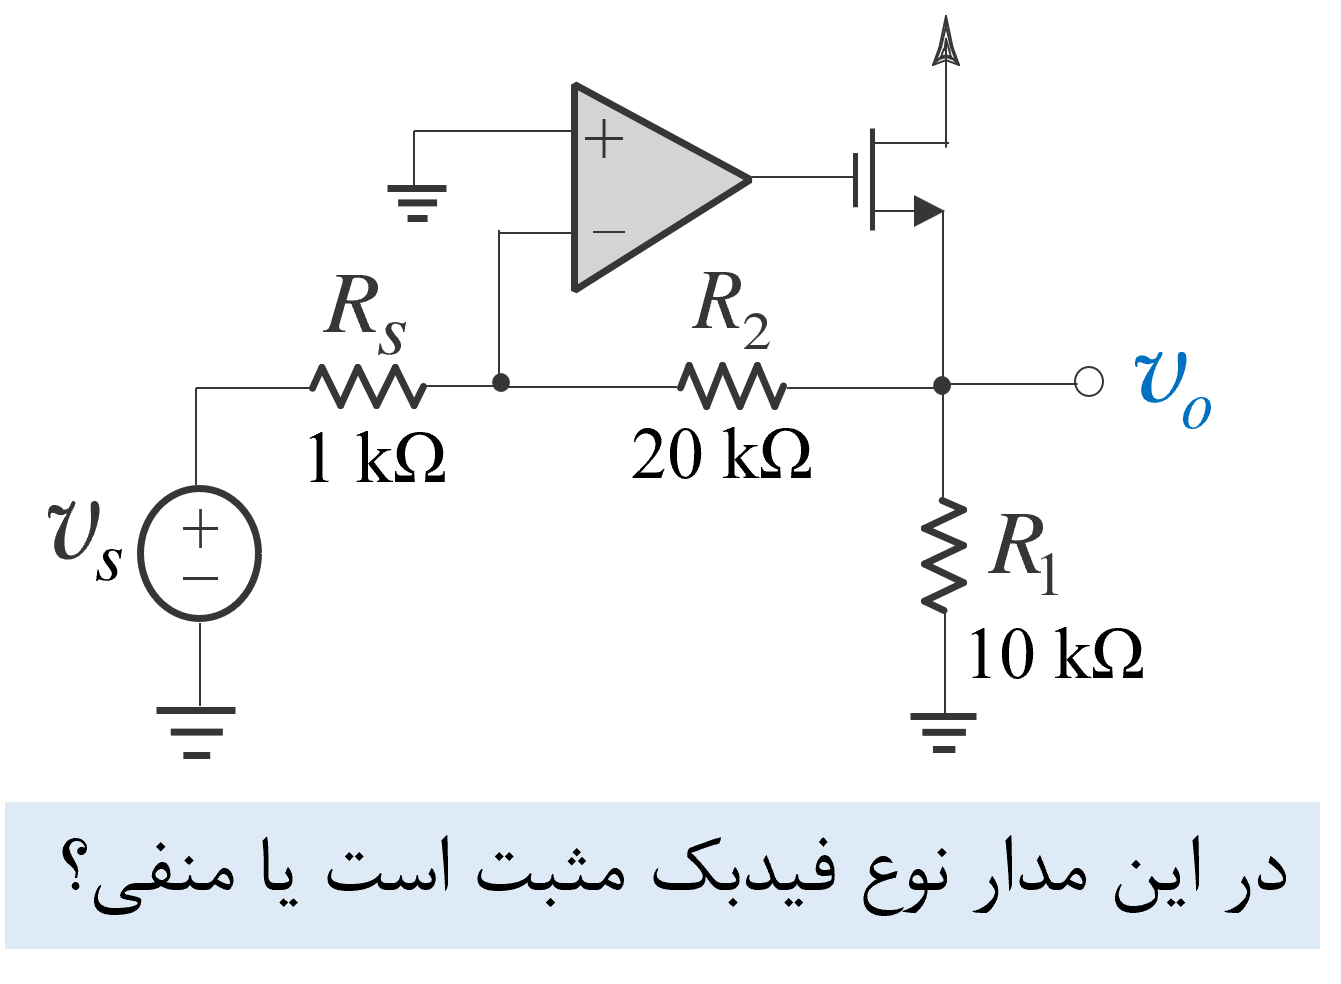 +
−
R_s
R_2
v_o
1 kΩ
20 kΩ
v_s
+
−
R_1
10 kΩ
در این مدار نوع فیدبک مثبت است یا منفی؟